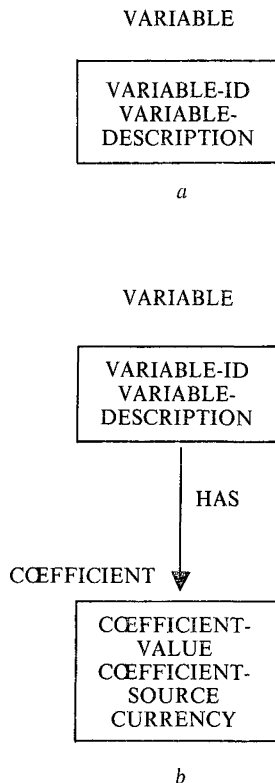 VARIABLE
VARIABLE-ID
VARIABLE-
DESCRIPTION
a
VARIABLE
VARIABLE-ID
VARIABLE-
DESCRIPTION
HAS
CŒFFICIENT
CŒFFICIENT-
VALUE
CŒFFICIENT-
SOURCE
CURRENCY
b